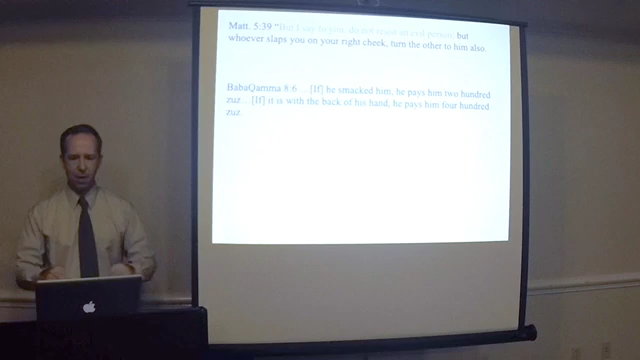 Matt. 5:39 “But I say to you, do not resist an evil person; but
whoever slaps you on your right cheek, turn the other to him also.
BabaQamma 8:6 … [If] he smacked him, he pays him two hundred
zuz…[If] it is with the back of his hand, he pays him four hundred
zuz.